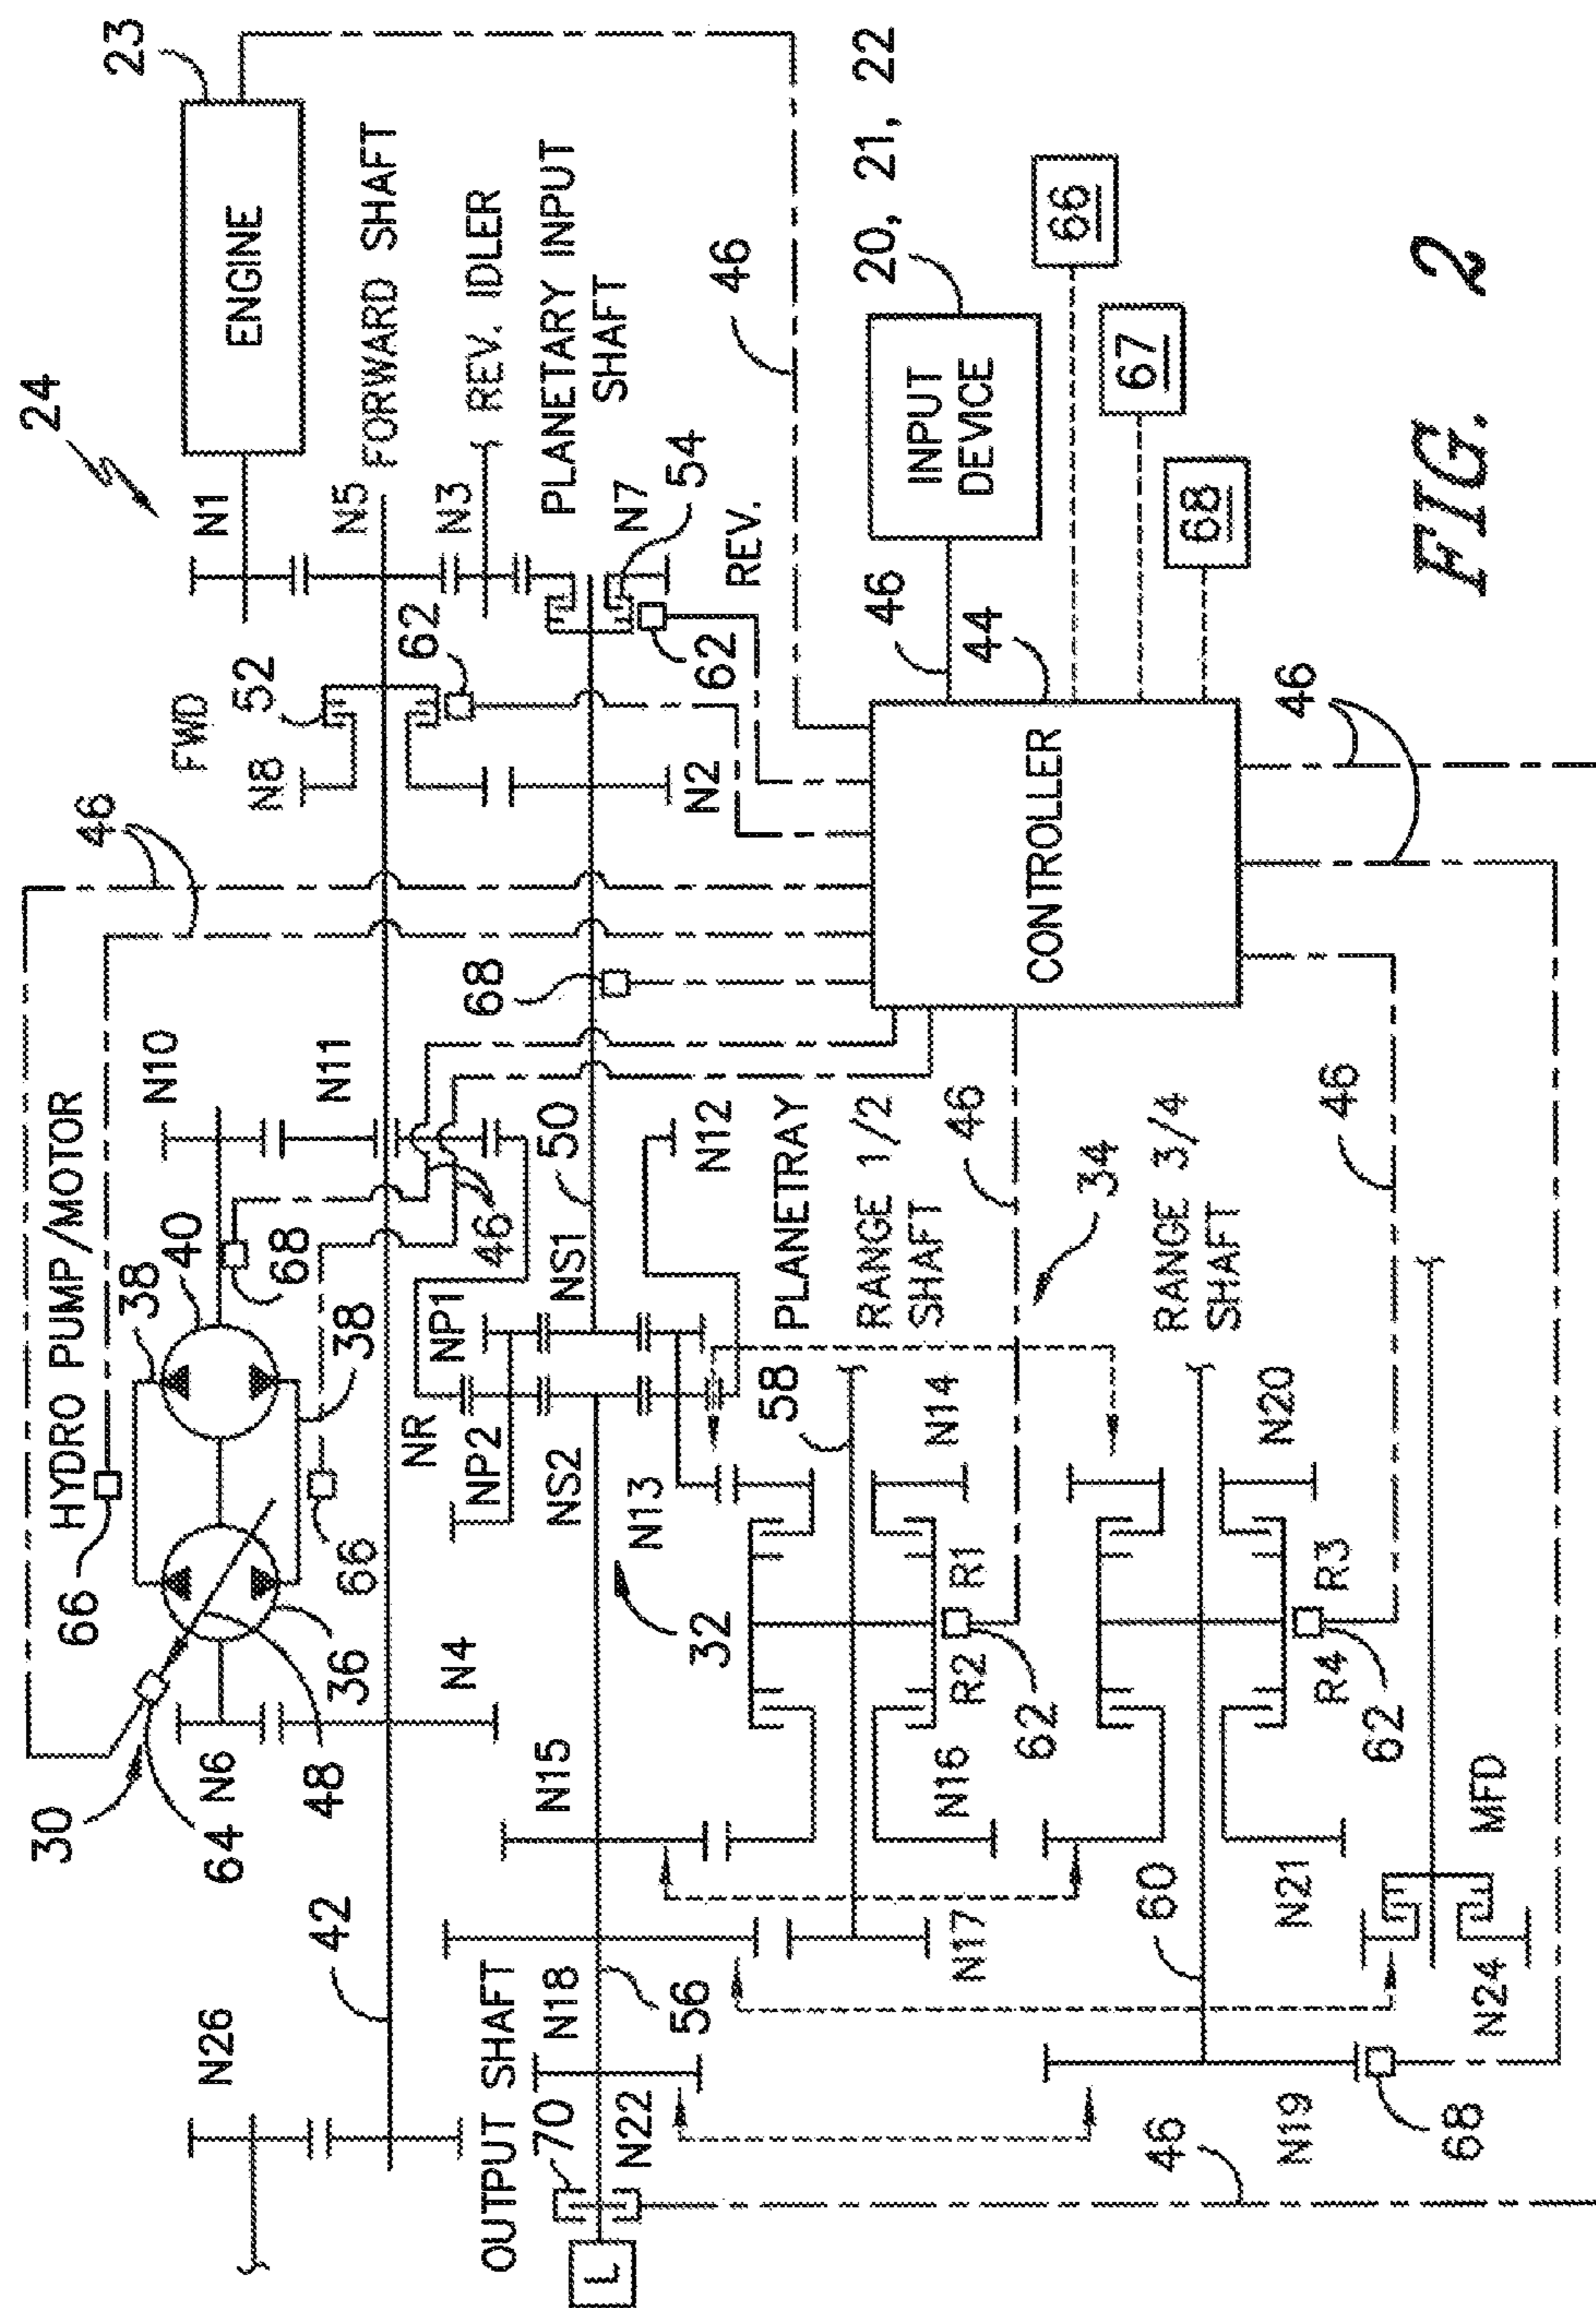 24
23
ENGINE
N1
FORWARD SHAFT
N5
REV. IDLER
N3
PLANETARY INPUT
SHAFT
N7
54
REV.
62
62
FWD
52
N8
N2
46
46
20, 21, 22
INPUT
DEVICE
46
44
66
67
68
CONTROLLER
46
HYDRO PUMP/MOTOR
N10
N11
66
38
40
68
38
46
68
50
N12
NS1
NP1
NR
NP2
NS2
N13
32
30
64
N6
48
36
66
N4
42
N26
PLANETRAY
RANGE 1/2
SHAFT
46
34
RANGE 3/4
SHAFT
46
58
N14
N20
R1
R2
62
R3
R4
62
N15
N16
N17
60
N21
MFD
N24
OUTPUT SHAFT
N18
56
70
N22
L
N19
68
46
FIG. 2